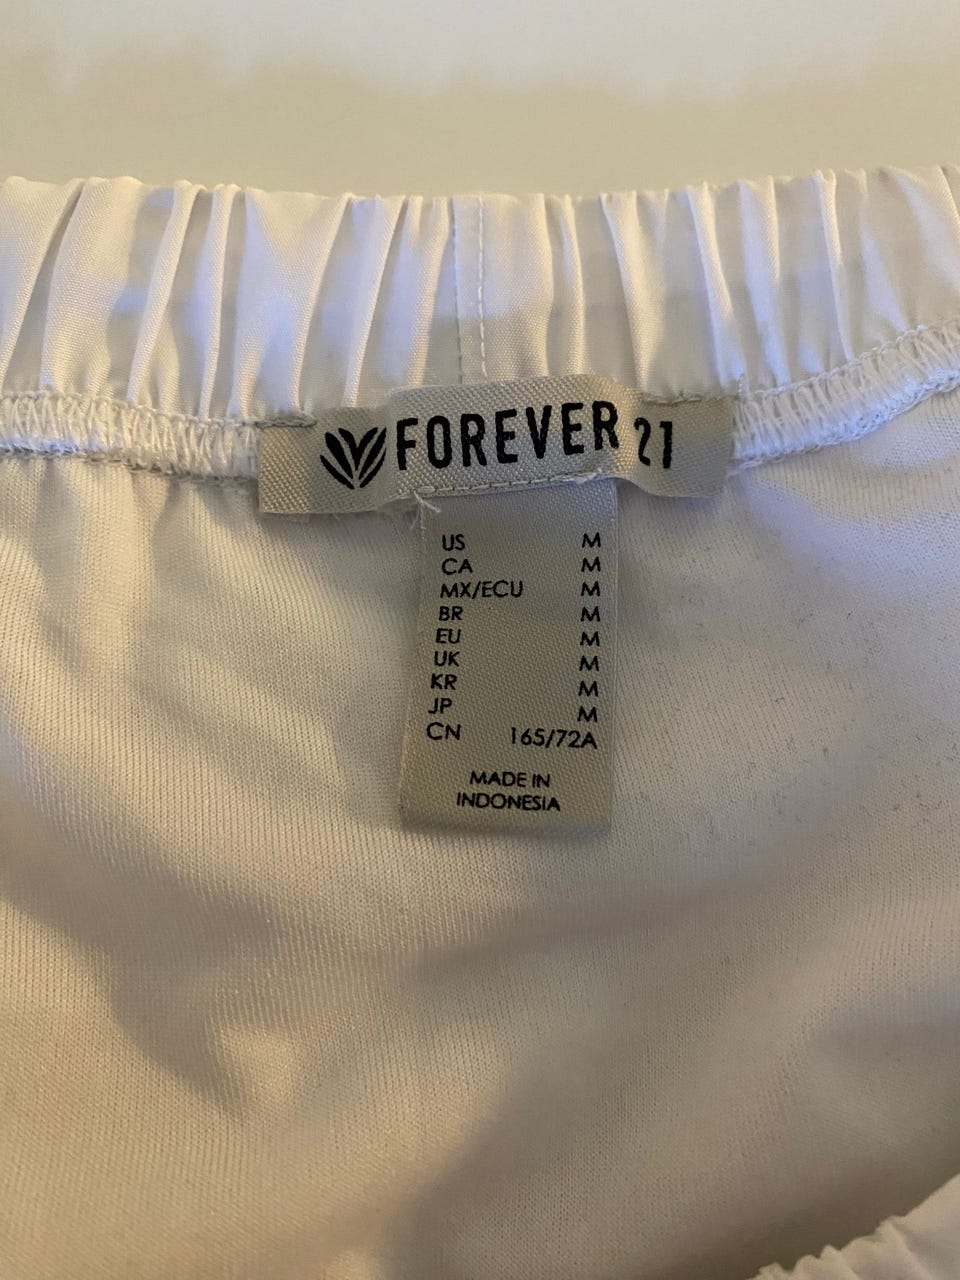 FOREVER 21
US M
CA M
MX/ECU M
BR M
EU M
UK M
KR M
JP M
CN 165/72A
MADE IN
INDONESIA